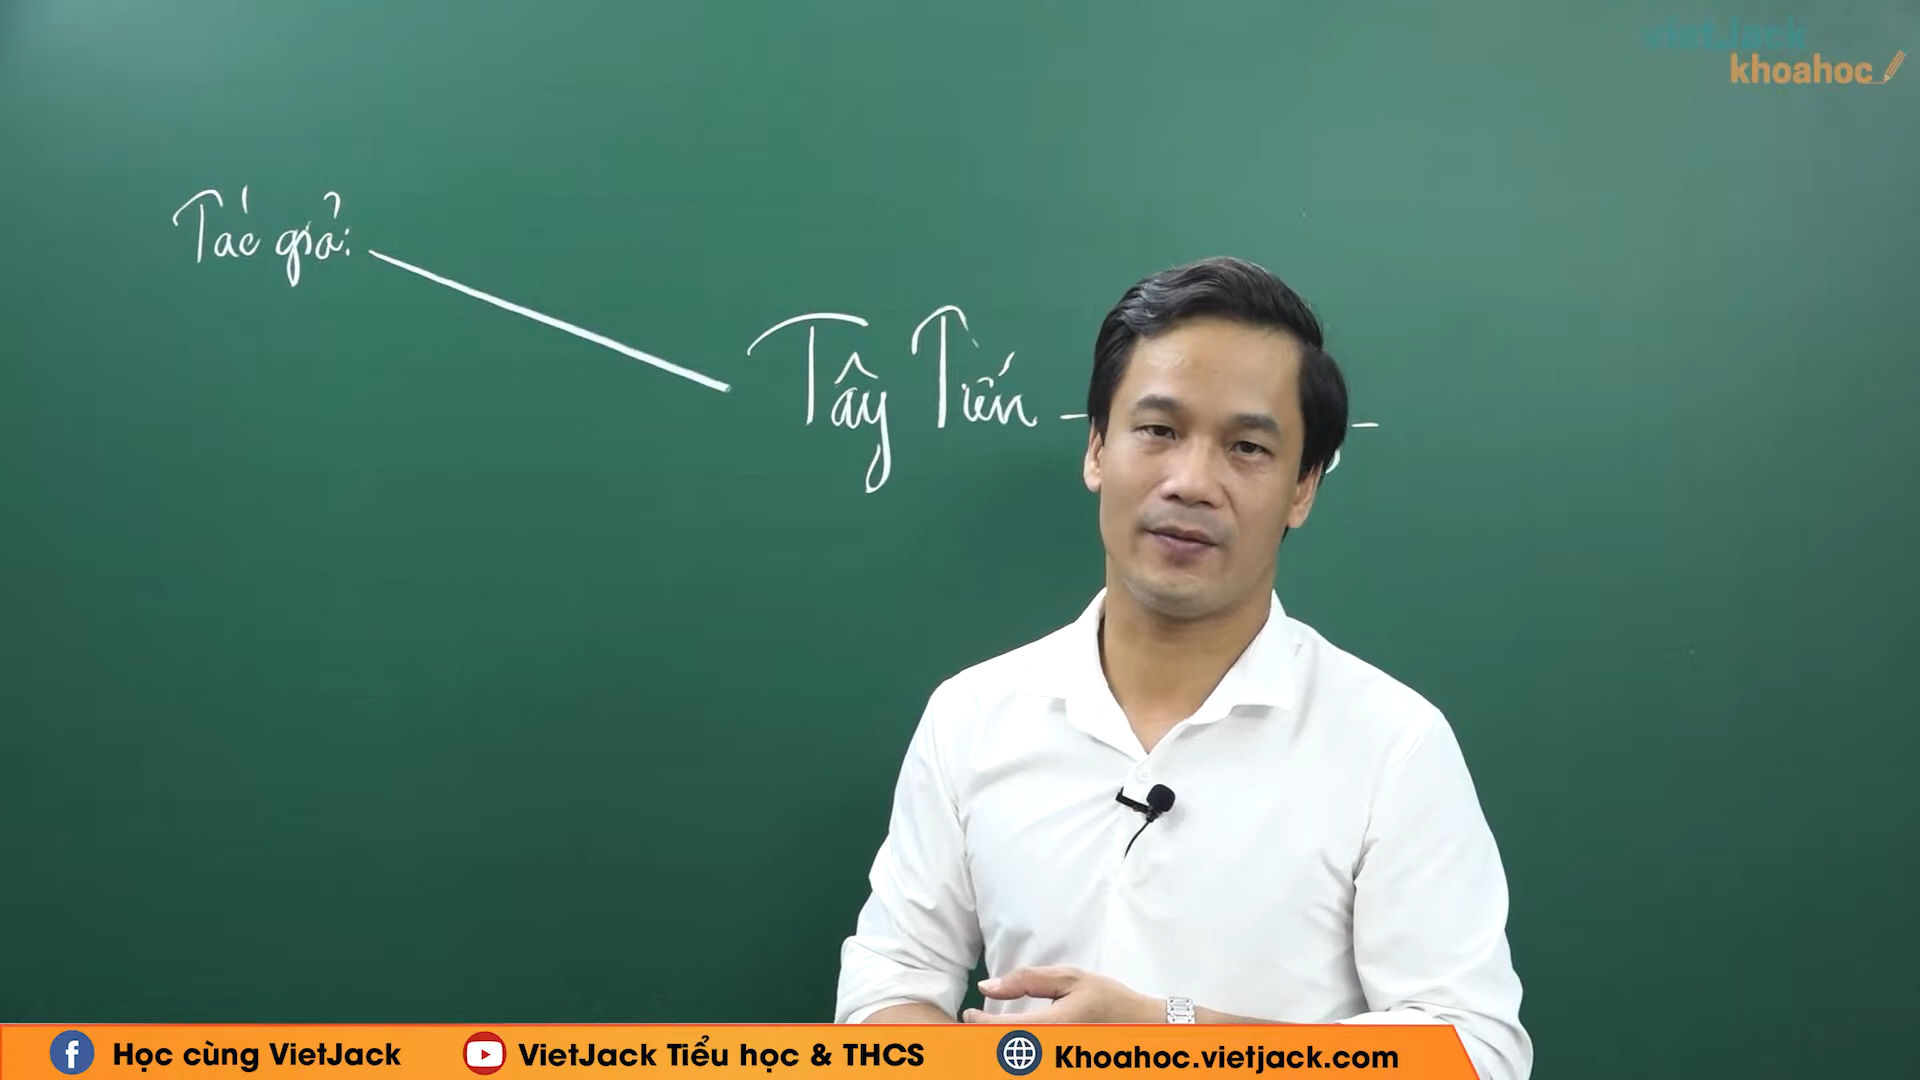 vietJack
khoahoc
Tác giả:
Tây Tiến -
-
Học cùng VietJack
VietJack Tiểu học & THCS
Khoahoc.vietjack.com